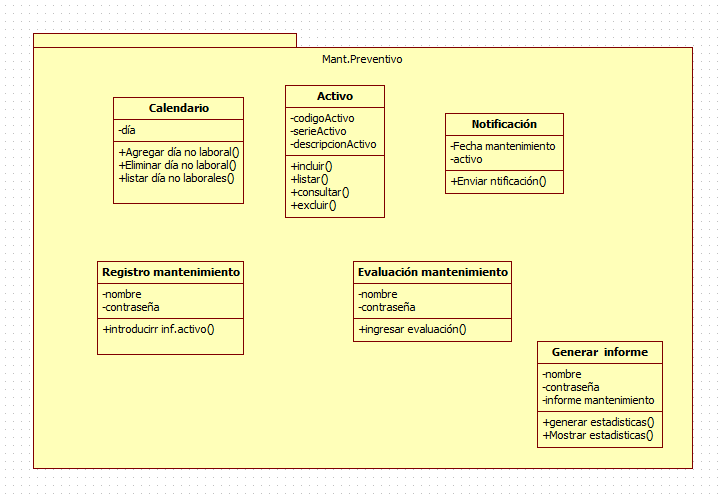 Mant.Preventivo
Calendario
-día
+Agregar día no laboral()
+Eliminar día no laboral()
+listar día no laborales()
Activo
-codigoActivo
-serieActivo
-descripcionActivo
+incluir()
+listar()
+consultar()
+excluir()
Notificación
-Fecha mantenimiento
-activo
+Enviar ntificación()
Registro mantenimiento
-nombre
-contraseña
+introducirr inf.activo()
Evaluación mantenimiento
-nombre
-contraseña
+ingresar evaluación()
Generar informe
-nombre
-contraseña
-informe mantenimiento
+generar estadisticas()
+Mostrar estadisticas()